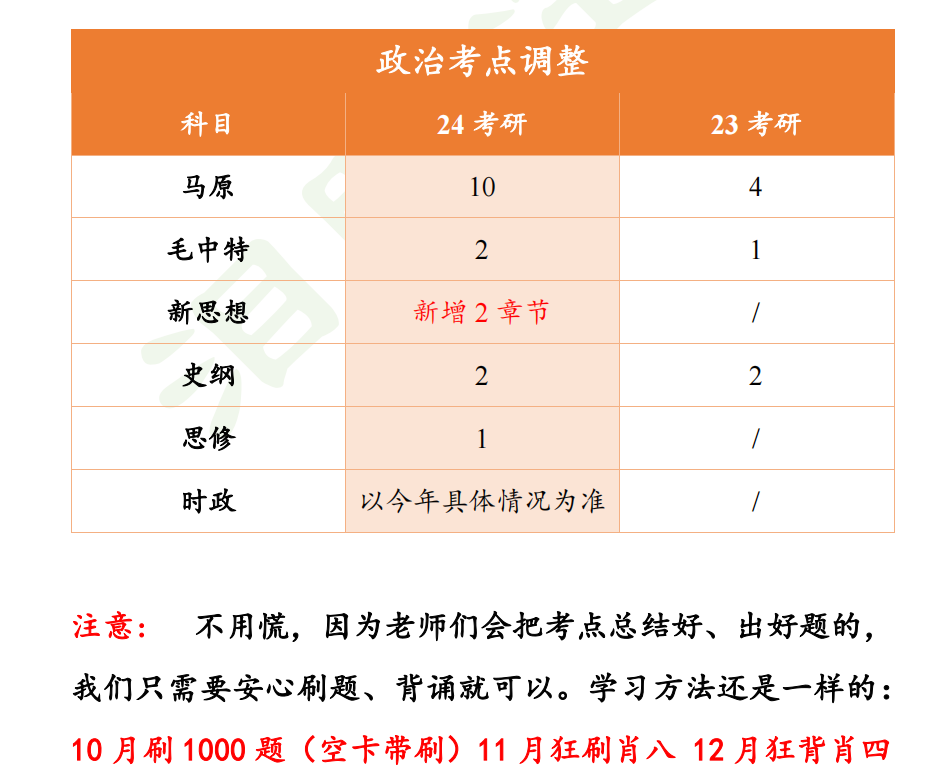 政治考点调整
科目 24 考研 23 考研
马原 10 4
毛中特 2 1
新思想 新增 2 章节 /
史纲 2 2
思修 1 /
时政 以今年具体情况为准 /
注意： 不用慌，因为老师们会把考点总结好、出好题的，
我们只需要安心刷题、背诵就可以。学习方法还是一样的：
10 月刷 1000 题（空卡带刷）11 月狂刷肖八 12 月狂背肖四